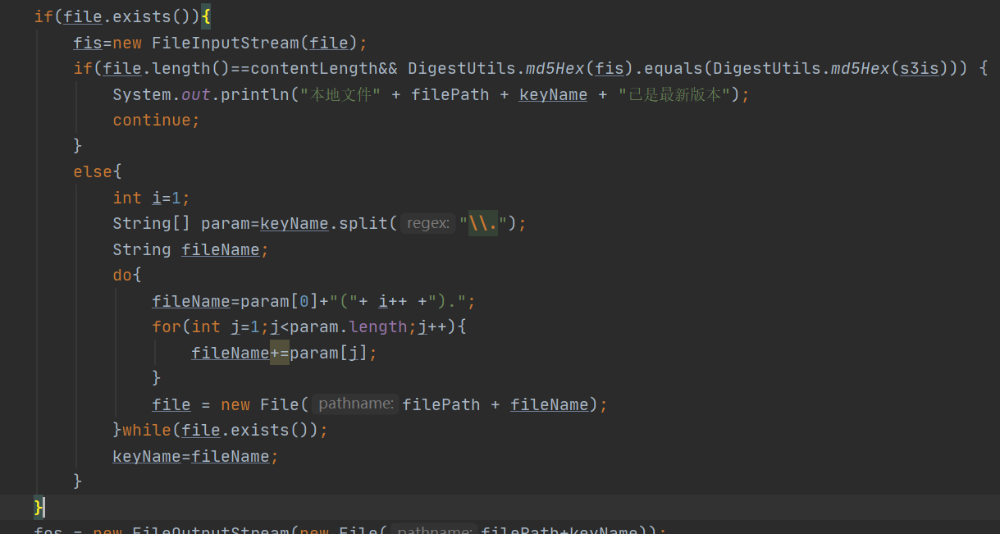 if(file.exists()){
fis=new FileInputStream(file);
if(file.length()==contentLength&& DigestUtils.md5Hex(fis).equals(DigestUtils.md5Hex(s3is))) {
System.out.println("本地文件" + filePath + keyName + "已是最新版本");
continue;
}
else{
int i=1;
String[] param=keyName.split( regex: "\\.");
String fileName;
do{
fileName=param[0]+"("+ i++ +").";
for(int j=1;j<param.length;j++){
fileName+=param[j];
}
file = new File( pathname: filePath + fileName);
}while(file.exists());
keyName=fileName;
}
}
fos = new FileOutputStream(new File( pathname: filePath+keyName));